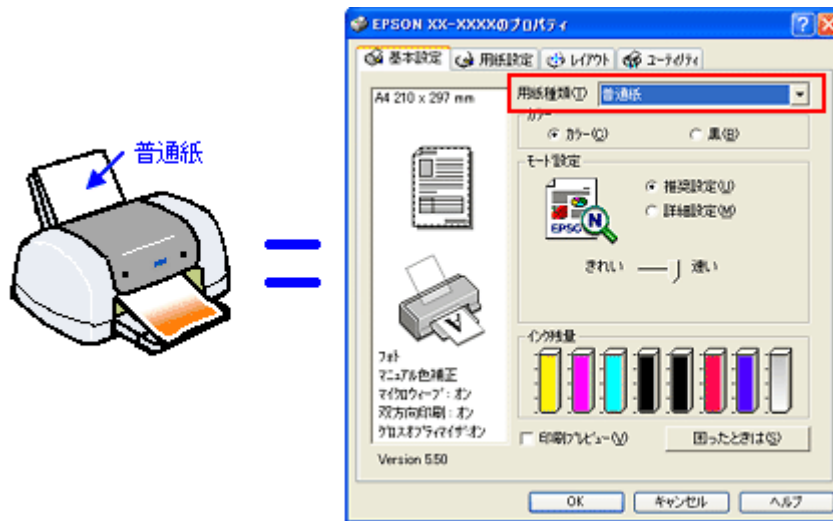 普通紙
EPSON XX-XXXXのプロパティ
基本設定
用紙設定
レイアウト
ユーティリティ
A4 210 x 297 mm
用紙種類(T)
普通紙
カラー
カラー(C)
黒(B)
モード設定
推奨設定(U)
詳細設定(M)
EPSON
N
きれい
速い
フォト
マニュアル色補正
マイクロウィーブ：オン
双方向印刷：オン
グロスオプティマイザ：オン
Version 5.50
インク残量
印刷プレビュー(V)
困ったときは(S)
OK
キャンセル
ヘルプ